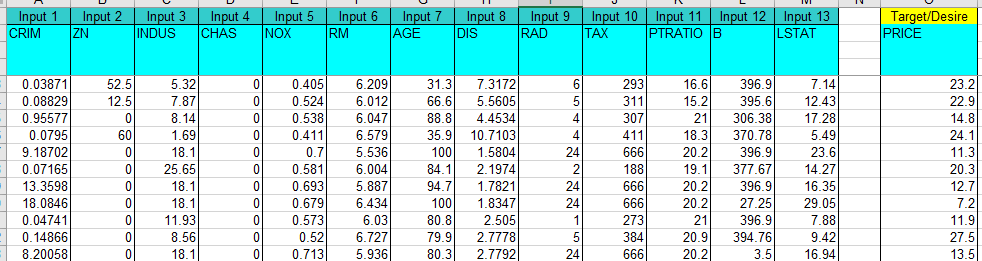 Input 1 Input 2 Input 3 Input 4 Input 5 Input 6 Input 7 Input 8 Input 9 Input 10 Input 11 Input 12 Input 13 Target/Desire
CRIM ZN INDUS CHAS NOX RM AGE DIS RAD TAX PTRATIO B LSTAT PRICE
0.03871 52.5 5.32 0 0.405 6.209 31.3 7.3172 6 293 16.6 396.9 7.14 23.2
0.08829 12.5 7.87 0 0.524 6.012 66.6 5.5605 5 311 15.2 395.6 12.43 22.9
0.95577 0 8.14 0 0.538 6.047 88.8 4.4534 4 307 21 306.38 17.28 14.8
0.0795 60 1.69 0 0.411 6.579 35.9 10.7103 4 411 18.3 370.78 5.49 24.1
9.18702 0 18.1 0 0.7 5.536 100 1.5804 24 666 20.2 396.9 23.6 11.3
0.07165 0 25.65 0 0.581 6.004 84.1 2.1974 2 188 19.1 377.67 14.27 20.3
13.3598 0 18.1 0 0.693 5.887 94.7 1.7821 24 666 20.2 396.9 16.35 12.7
18.0846 0 18.1 0 0.679 6.434 100 1.8347 24 666 20.2 27.25 29.05 7.2
0.04741 0 11.93 0 0.573 6.03 80.8 2.505 1 273 21 396.9 7.88 11.9
0.14866 0 8.56 0 0.52 6.727 79.9 2.7778 5 384 20.9 394.76 9.42 27.5
8.20058 0 18.1 0 0.713 5.936 80.3 2.7792 24 666 20.2 3.5 16.94 13.5